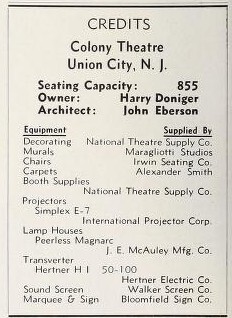 CREDITS
Colony Theatre
Union City, N. J.
Seating Capacity: 855
Owner: Harry Doniger
Architect: John Eberson
Equipment Supplied By
Decorating National Theatre Supply Co.
Murals Maragliotti Studios
Chairs Irwin Seating Co.
Carpets Alexander Smith
Booth Supplies
National Theatre Supply Co.
Projectors
Simplex E-7
International Projector Corp.
Lamp Houses
Peerless Magnarc
J. E. McAuley Mfg. Co.
Transverter
Hertner H I 50-100
Hertner Electric Co.
Sound Screen Walker Screen Co.
Marquee & Sign Bloomfield Sign Co.